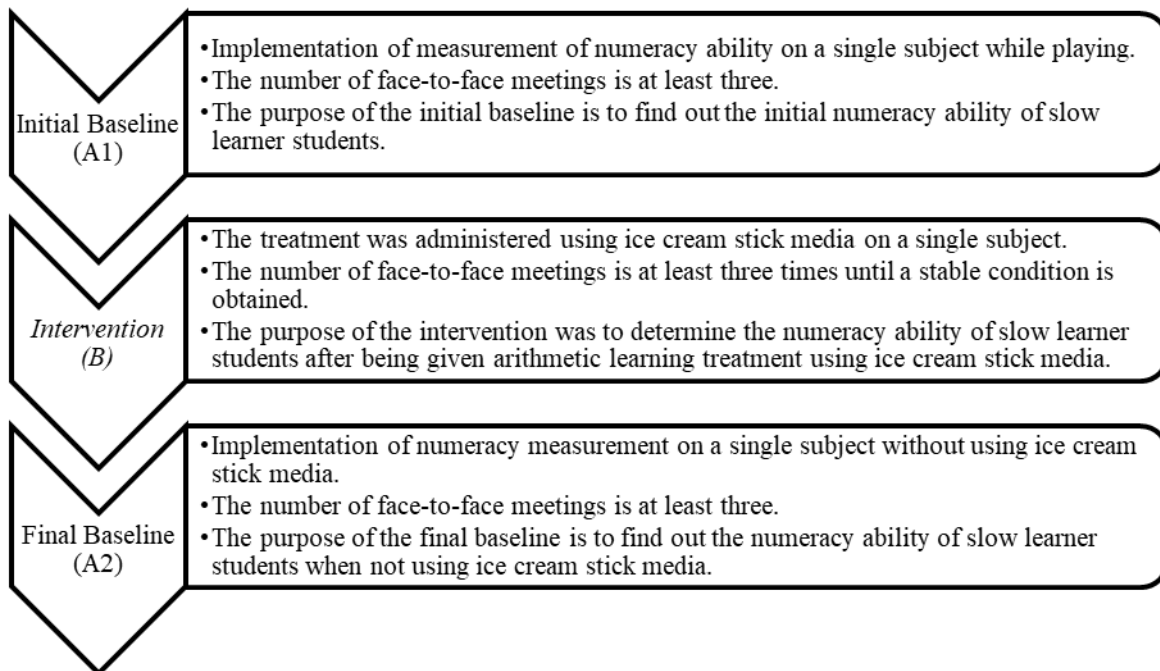 Initial Baseline
(A1)
•Implementation of measurement of numeracy ability on a single subject while playing.
•The number of face-to-face meetings is at least three.
•The purpose of the initial baseline is to find out the initial numeracy ability of slow
learner students.
Intervention
(B)
•The treatment was administered using ice cream stick media on a single subject.
•The number of face-to-face meetings is at least three times until a stable condition is
obtained.
•The purpose of the intervention was to determine the numeracy ability of slow learner
students after being given arithmetic learning treatment using ice cream stick media.
Final Baseline
(A2)
•Implementation of numeracy measurement on a single subject without using ice cream
stick media.
•The number of face-to-face meetings is at least three.
•The purpose of the final baseline is to find out the numeracy ability of slow learner
students when not using ice cream stick media.